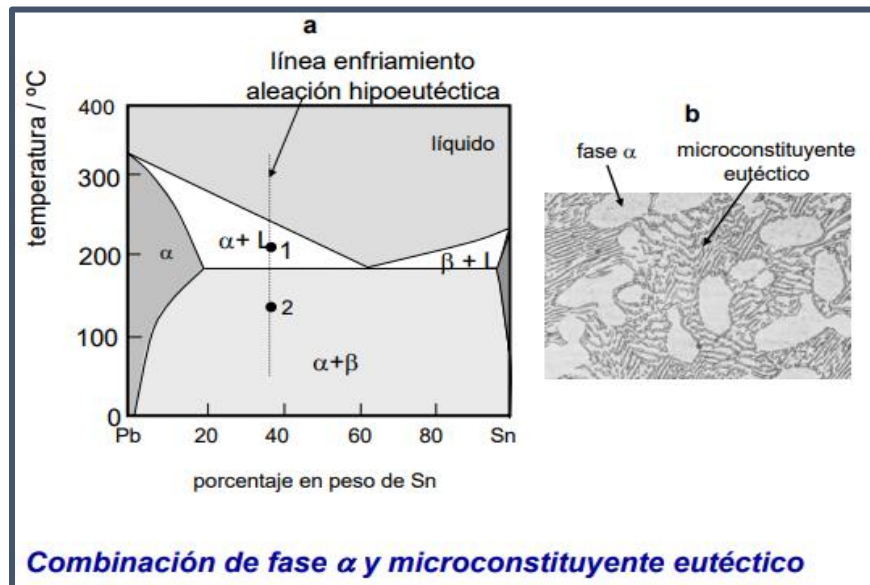 a
línea enfriamiento
aleación hipoeutéctica
temperatura / ºC
400
300
200
100
0
líquido
α
α+ L
1
β + L
2
α+β
Pb
20
40
60
80
Sn
porcentaje en peso de Sn
b
fase α
microconstituyente
eutéctico
Combinación de fase α y microconstituyente eutéctico